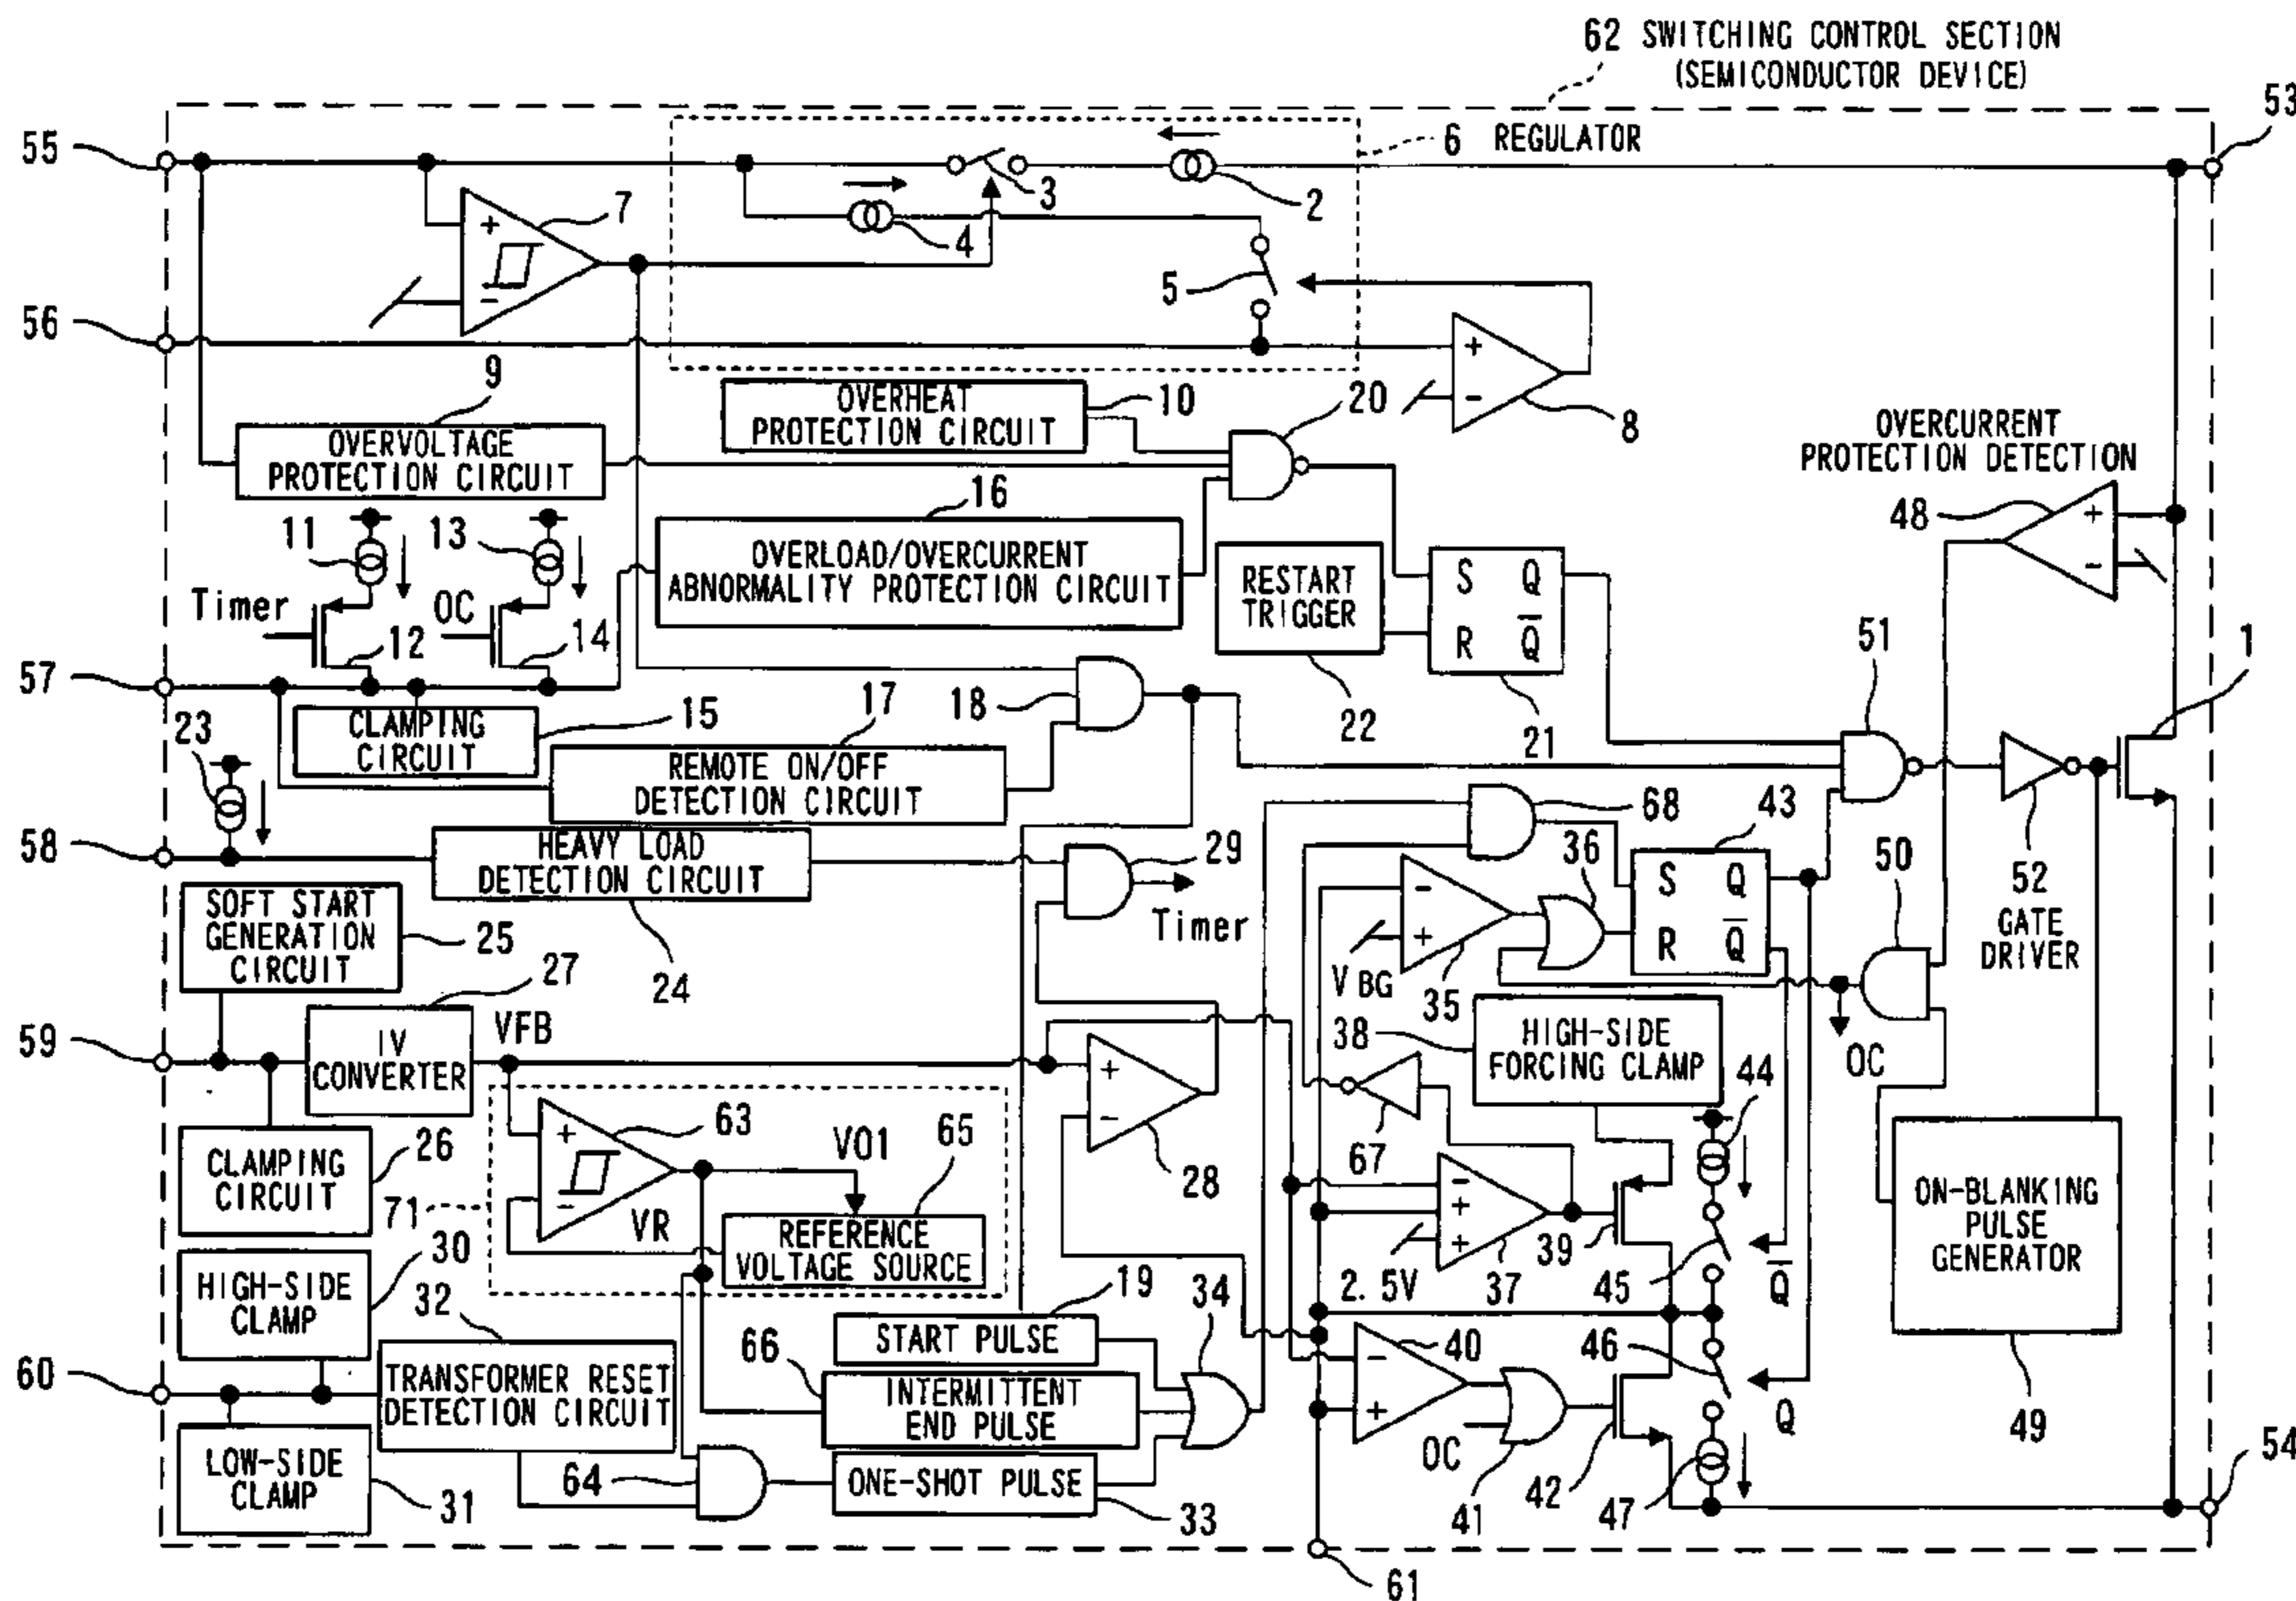 62 SWITCHING CONTROL SECTION
(SEMICONDUCTOR DEVICE)
53
55
6 REGULATOR
3
2
7
+
-
4
5
56
+
-
8
9
OVERHEAT
PROTECTION CIRCUIT
10
20
OVERVOLTAGE
PROTECTION CIRCUIT
OVERCURRENT
PROTECTION DETECTION
16
48
+
-
11
13
OVERLOAD/OVERCURRENT
ABNORMALITY PROTECTION CIRCUIT
RESTART
TRIGGER
S Q
R Q̅
Timer
OC
12
14
57
22
21
51
1
18
CLAMPING
CIRCUIT
15
17
23
REMOTE ON/OFF
DETECTION CIRCUIT
68
43
58
HEAVY LOAD
DETECTION CIRCUIT
29
36
50
52
GATE
DRIVER
SOFT START
GENERATION
CIRCUIT
25
24
Timer
-
+
35
VBG
S Q
R Q̅
27
59
IV
CONVERTER
VFB
+
-
28
38
HIGH-SIDE
FORCING CLAMP
OC
44
CLAMPING
CIRCUIT
26
63
+
-
VO1
65
67
71
VR
REFERENCE
VOLTAGE SOURCE
-
+
+
2.5V
37
39
45
Q̅
ON-BLANKING
PULSE
GENERATOR
HIGH-SIDE
CLAMP
30
32
19
START PULSE
34
40
-
+
46
Q
49
60
TRANSFORMER RESET
DETECTION CIRCUIT
66
INTERMITTENT
END PULSE
LOW-SIDE
CLAMP
31
64
ONE-SHOT PULSE
33
OC
41
42
47
54
61